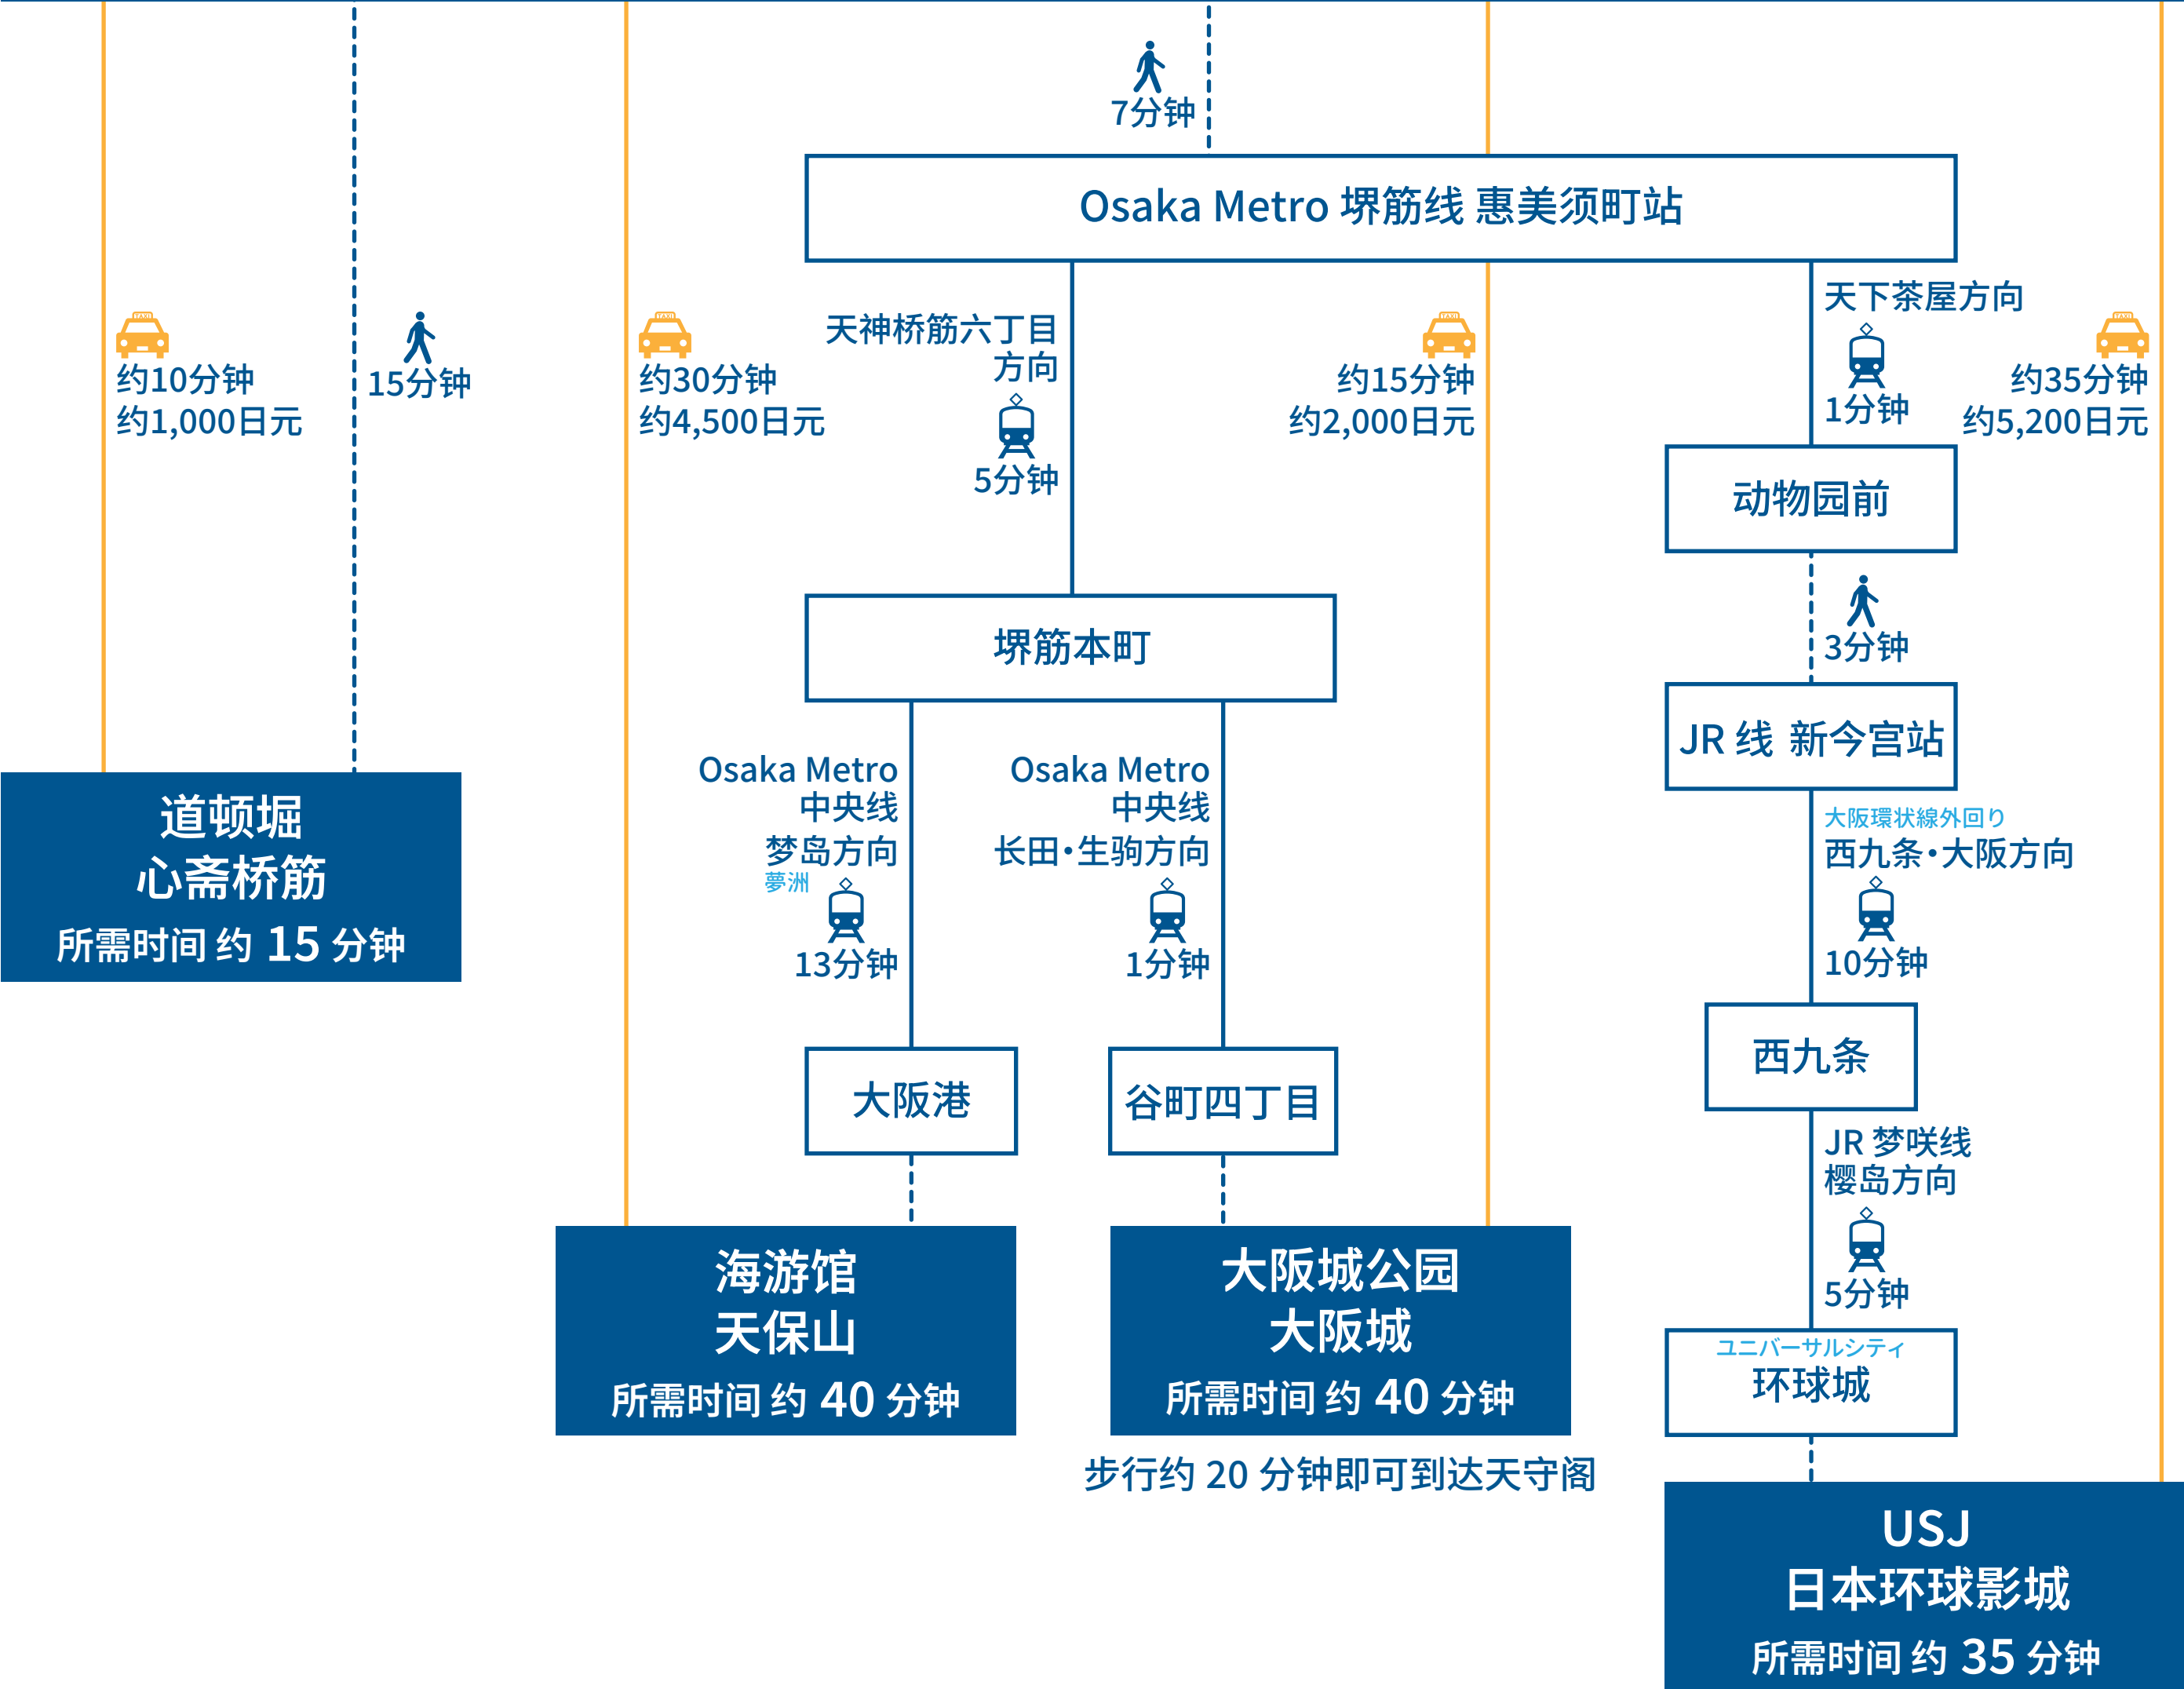 7分钟
Osaka Metro 堺筋线 惠美须町站
约10分钟
约1,000日元
15分钟
约30分钟
约4,500日元
天神桥筋六丁目
方向
5分钟
约15分钟
约2,000日元
天下茶屋方向
1分钟
约35分钟
约5,200日元
动物园前
3分钟
堺筋本町
JR 线 新今宫站
Osaka Metro
中央线
梦岛方向
夢洲
13分钟
Osaka Metro
中央线
长田・生驹方向
1分钟
大阪環状線外回り
西九条・大阪方向
10分钟
道顿堀
心斋桥筋
所需时间 约 15 分钟
西九条
大阪港
谷町四丁目
JR 梦咲线
樱岛方向
5分钟
海游馆
天保山
所需时间 约 40 分钟
大阪城公园
大阪城
所需时间 约 40 分钟
步行约 20 分钟即可到达天守阁
ユニバーサルシティ
环球城
USJ
日本环球影城
所需时间 约 35 分钟